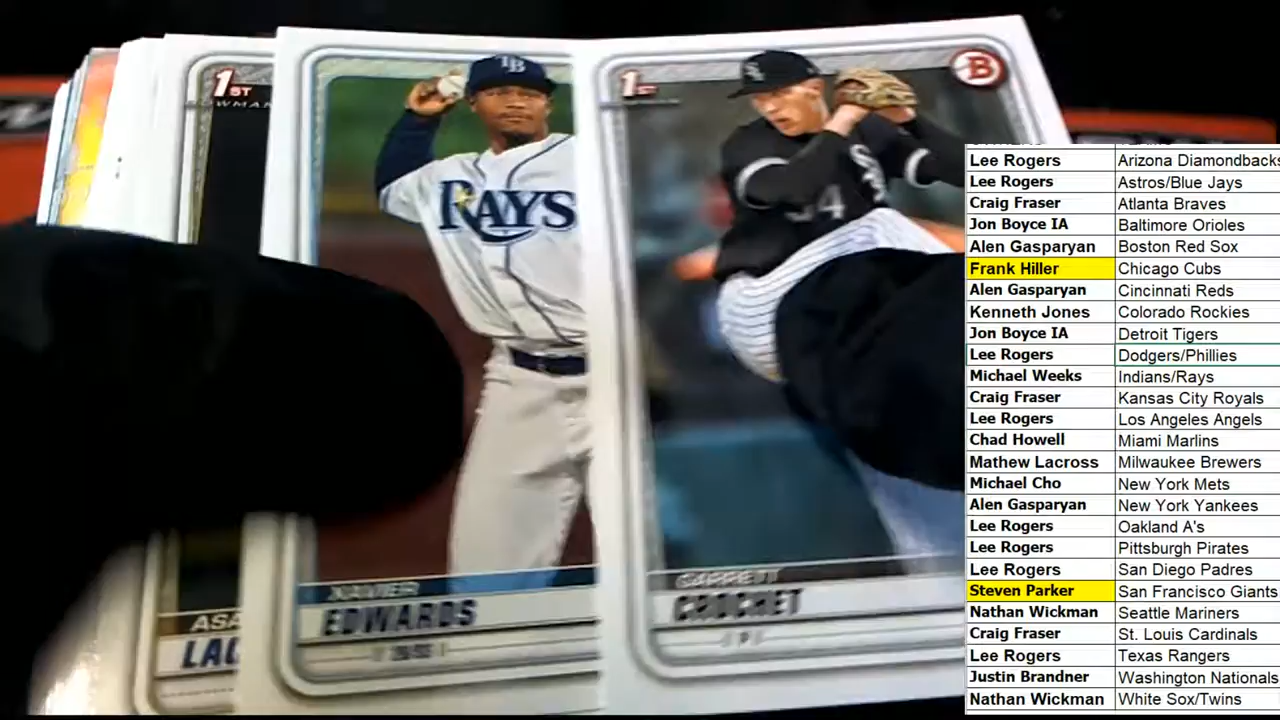 1ST
BOWMAN
TB
RAYS
1ST
B
34
ASA
LAC
XAVIER
EDWARDS
GARRETT
CROCHET
P
Lee Rogers Arizona Diamondbacks
Lee Rogers Astros/Blue Jays
Craig Fraser Atlanta Braves
Jon Boyce IA Baltimore Orioles
Alen Gasparyan Boston Red Sox
Frank Hiller Chicago Cubs
Alen Gasparyan Cincinnati Reds
Kenneth Jones Colorado Rockies
Jon Boyce IA Detroit Tigers
Lee Rogers Dodgers/Phillies
Michael Weeks Indians/Rays
Craig Fraser Kansas City Royals
Lee Rogers Los Angeles Angels
Chad Howell Miami Marlins
Mathew Lacross Milwaukee Brewers
Michael Cho New York Mets
Alen Gasparyan New York Yankees
Lee Rogers Oakland A's
Lee Rogers Pittsburgh Pirates
Lee Rogers San Diego Padres
Steven Parker San Francisco Giants
Nathan Wickman Seattle Mariners
Craig Fraser St. Louis Cardinals
Lee Rogers Texas Rangers
Justin Brandner Washington Nationals
Nathan Wickman White Sox/Twins